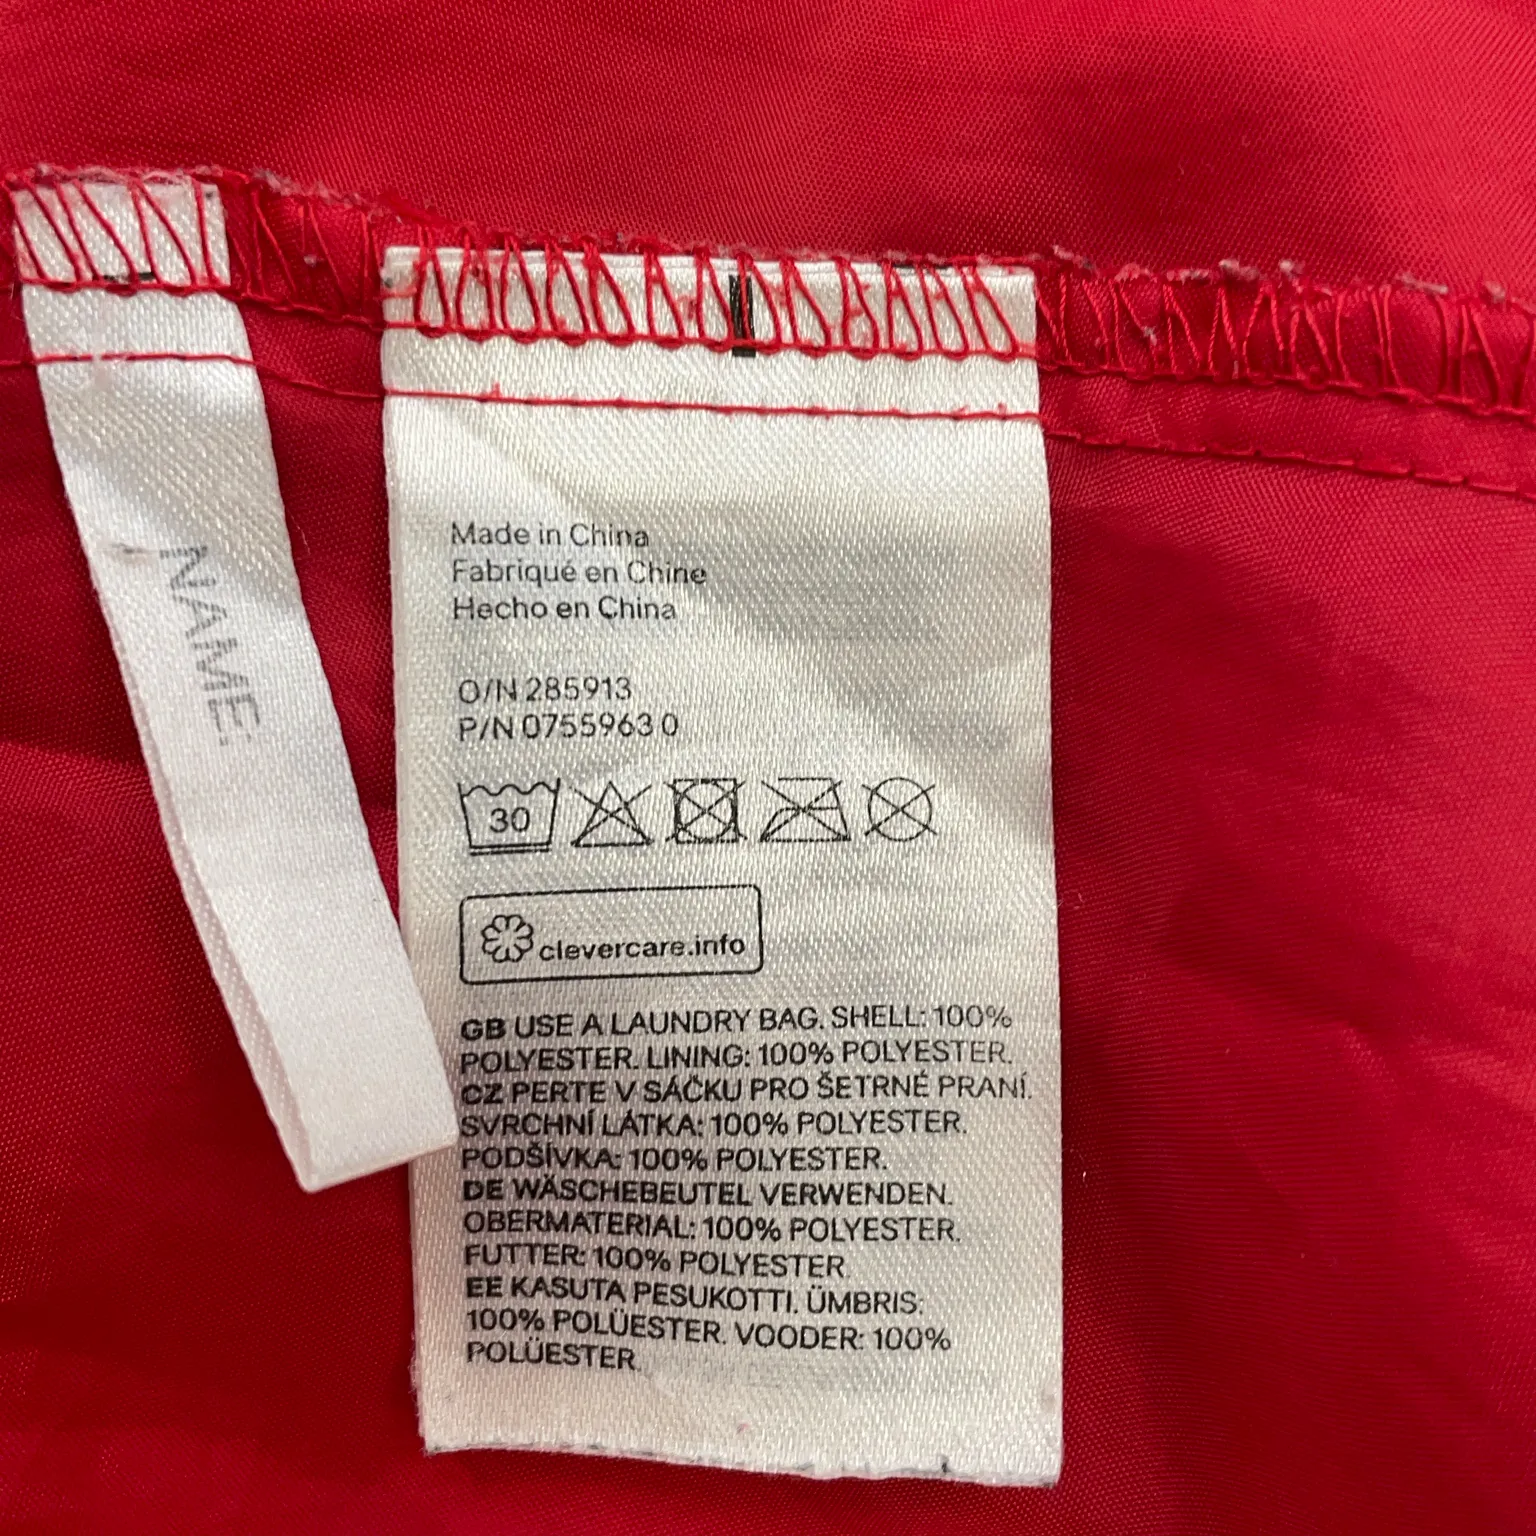 NAME:
Made in China
Fabriqué en Chine
Hecho en China
O/N 285913
P/N 0755963 0
30
clevercare.info
GB USE A LAUNDRY BAG. SHELL: 100%
POLYESTER. LINING: 100% POLYESTER.
CZ PERTE V SÁČKU PRO ŠETRNÉ PRANÍ.
SVRCHNÍ LÁTKA: 100% POLYESTER.
PODŠÍVKA: 100% POLYESTER.
DE WÄSCHEBEUTEL VERWENDEN.
OBERMATERIAL: 100% POLYESTER.
FUTTER: 100% POLYESTER.
EE KASUTA PESUKOTTI. ÜMBRIS:
100% POLÜESTER. VOODER: 100%
POLÜESTER.